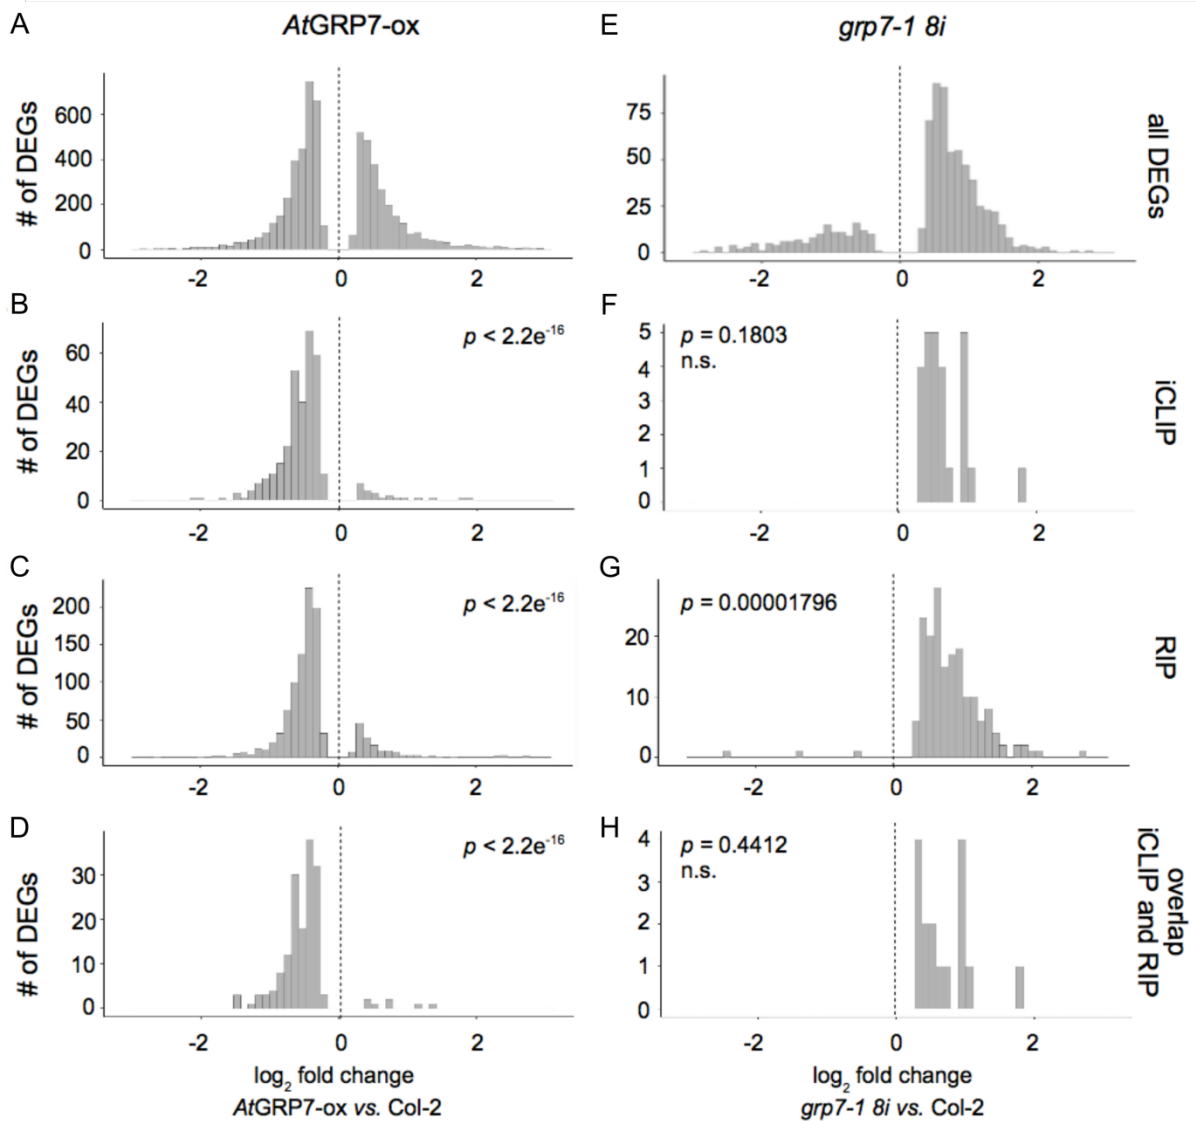 A
AtGRP7-ox
# of DEGs
600
400
200
0
-2
0
2
E
grp7-1 8i
75
50
25
0
-2
0
2
all DEGs
B
p < 2.2e-16
# of DEGs
60
40
20
0
-2
0
2
F
p = 0.1803
n.s.
5
4
3
2
1
0
-2
0
2
iCLIP
C
p < 2.2e-16
# of DEGs
200
150
100
50
0
-2
0
2
G
p = 0.00001796
20
10
0
-2
0
2
RIP
D
p < 2.2e-16
# of DEGs
30
20
10
0
-2
0
2
log2 fold change
AtGRP7-ox vs. Col-2
H
p = 0.4412
n.s.
4
3
2
1
0
-2
0
2
overlap
iCLIP and RIP
log2 fold change
grp7-1 8i vs. Col-2